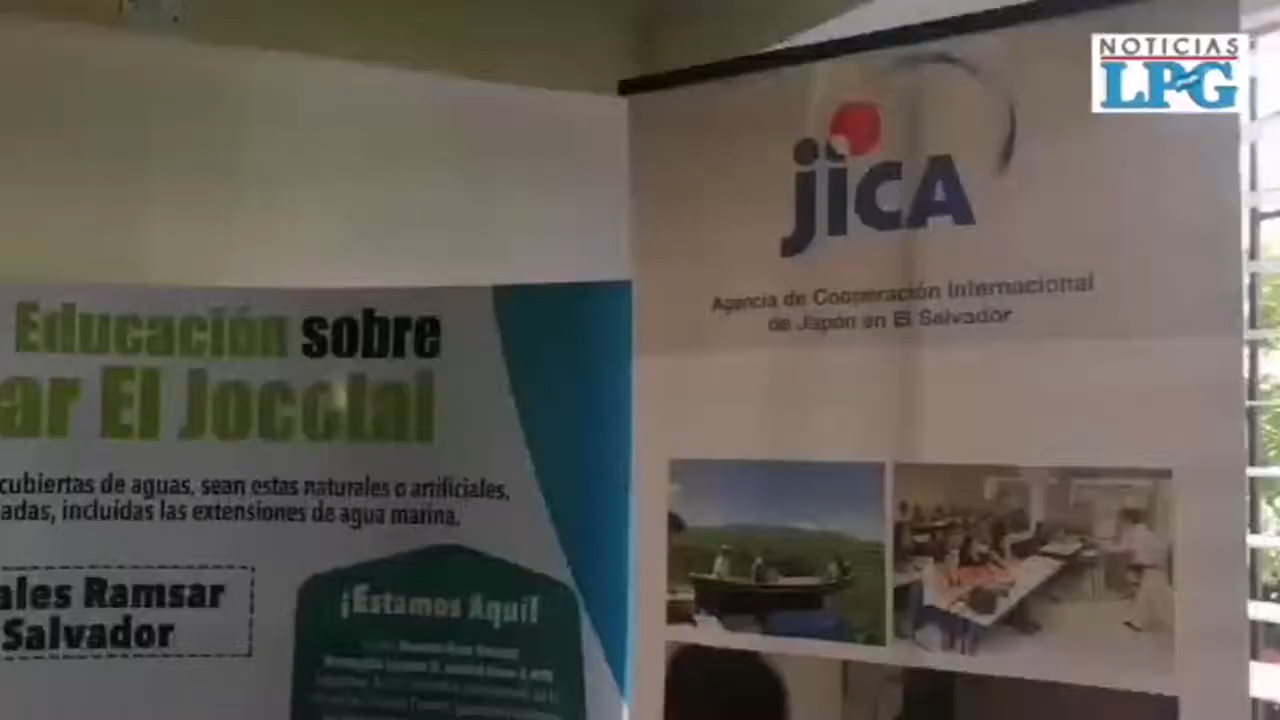 NOTICIAS
LPG
jica
Agencia de Cooperación Internacional
de Japón en El Salvador
Educación sobre
ar El Jocotal
cubiertas de aguas, sean estas naturales o artificiales,
adas, incluidas las extensiones de agua marina.
ales Ramsar
Salvador
¡Estamos Aquí!